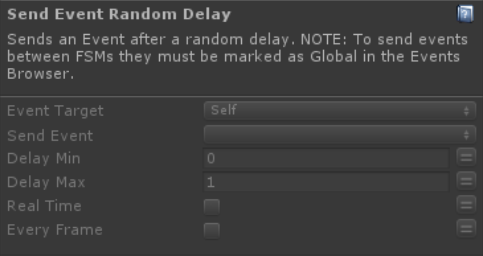 Send Event Random Delay
Sends an Event after a random delay. NOTE: To send events
between FSMs they must be marked as Global in the Events
Browser.
Event Target Self
Send Event
Delay Min 0
Delay Max 1
Real Time
Every Frame